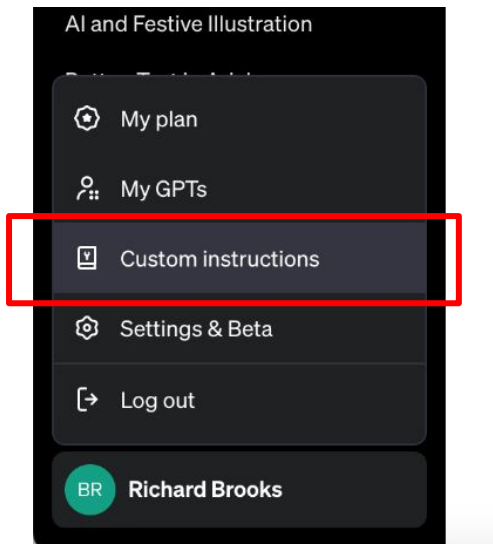 AI and Festive Illustration
My plan
My GPTs
Custom instructions
Settings & Beta
Log out
BR Richard Brooks